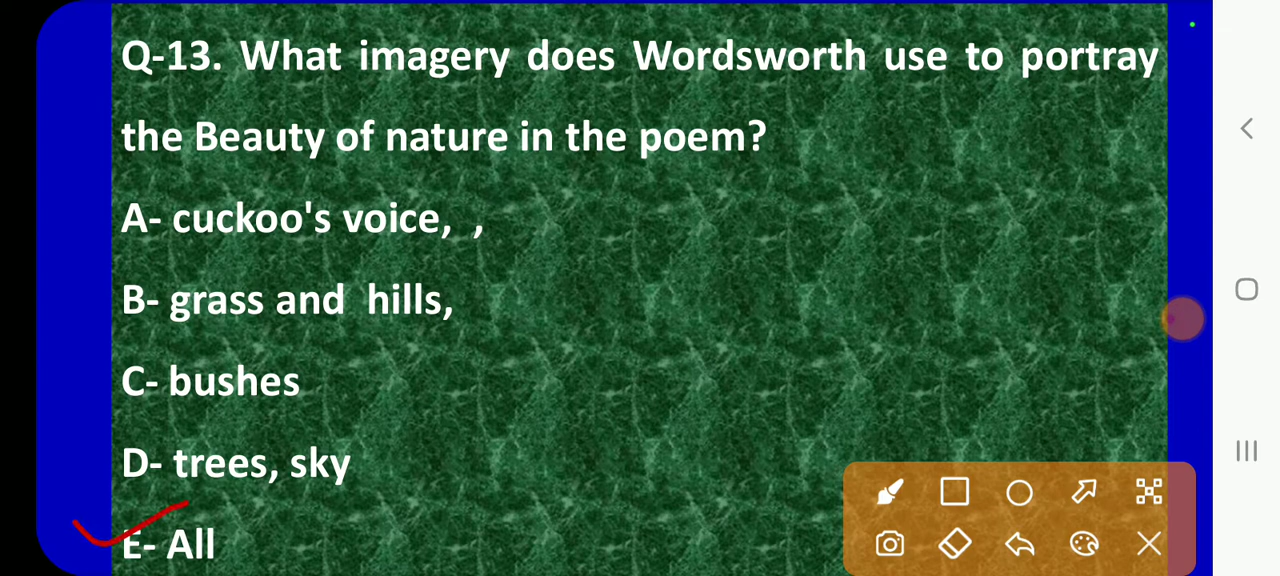 Q-13. What imagery does Wordsworth use to portray
the Beauty of nature in the poem?
A- cuckoo's voice,  ,
B- grass and  hills,
C- bushes
D- trees, sky
E- All